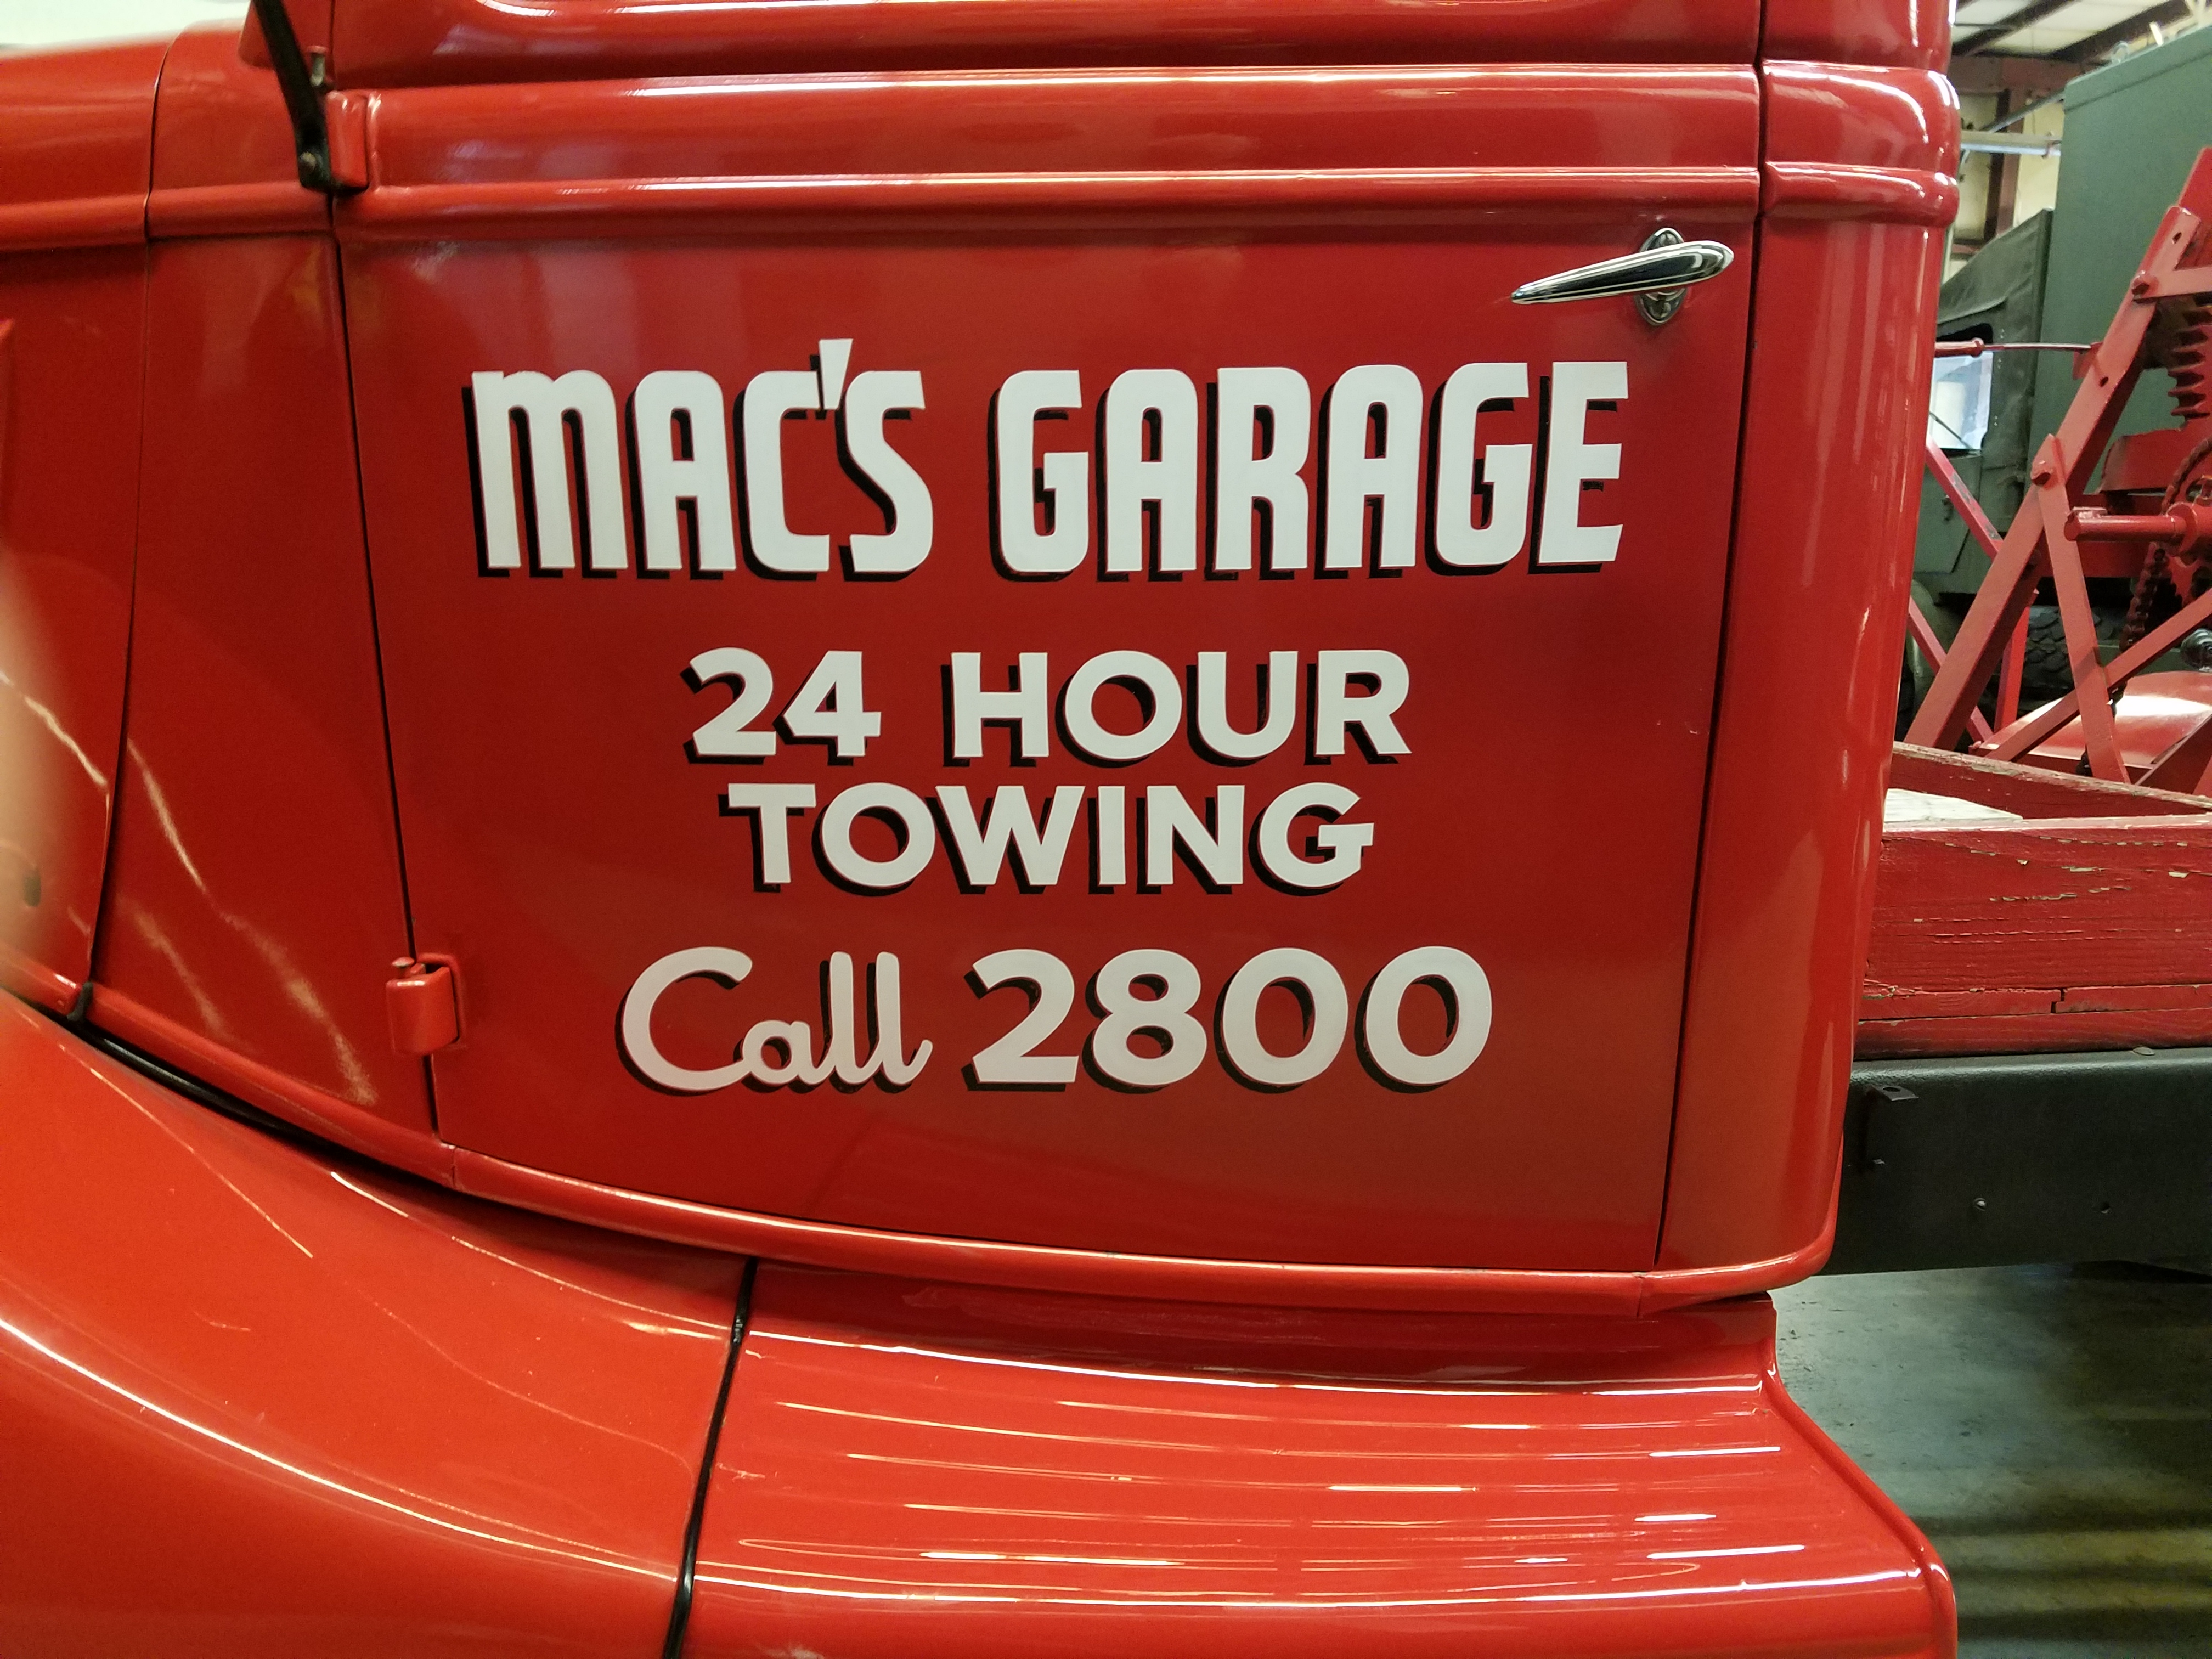 MAC'S GARAGE
24 HOUR
TOWING
Call 2800